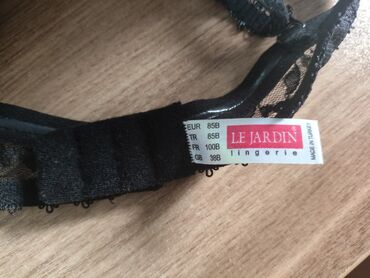 EUR 85B
TR 85B
FR 100B
GB 38B
LE JARDIN®
lingerie
MADE IN TURKEY